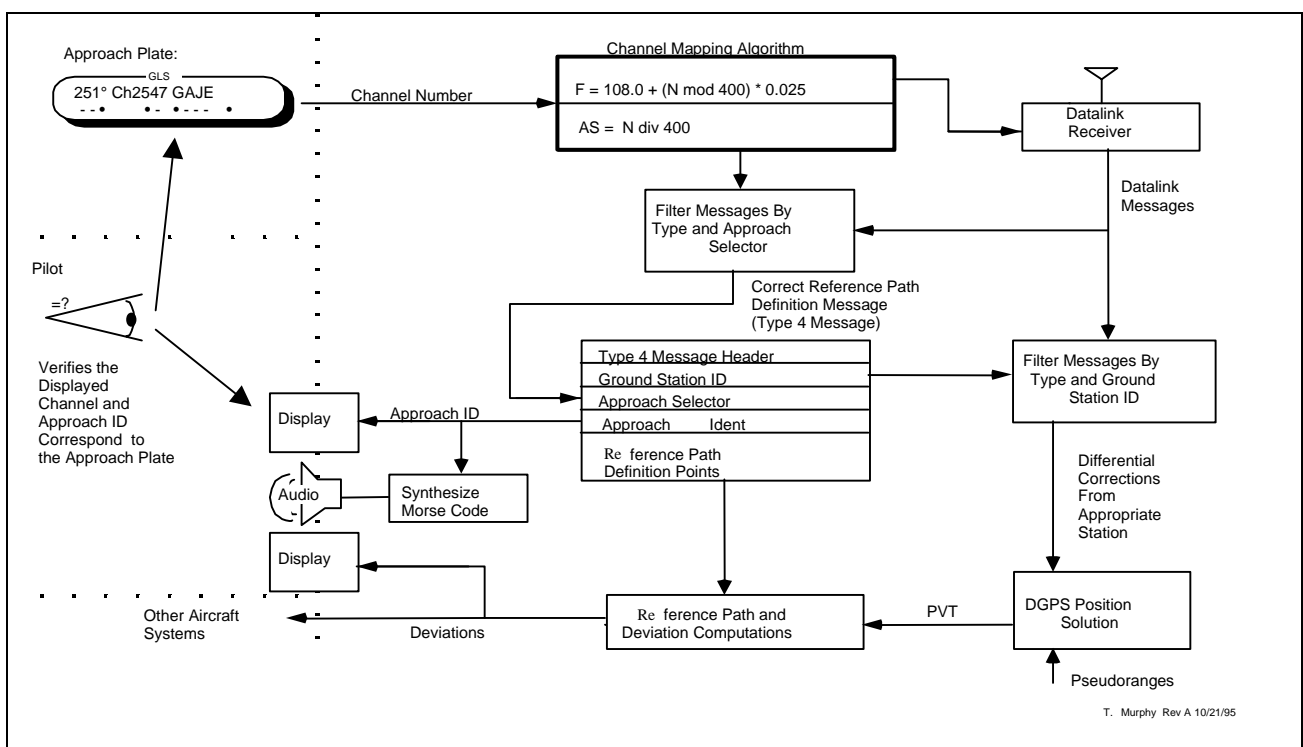 Approach Plate:
GLS
251° Ch2547 GAJE
Channel Number
Channel Mapping Algorithm
F = 108.0 + (N mod 400) * 0.025
AS = N div 400
Datalink
Receiver
Datalink
Messages
Filter Messages By
Type and Approach
Selector
Pilot
=?
Verifies the
Displayed
Channel and
Approach ID
Correspond to
the Approach Plate
Correct Reference Path
Definition Message
(Type 4 Message)
Type 4 Message Header
Ground Station ID
Approach Selector
Approach Ident
Re ference Path
Definition Points
Filter Messages By
Type and Ground
Station ID
Display
Approach ID
Audio
Synthesize
Morse Code
Differential
Corrections
From
Appropriate
Station
Display
Other Aircraft
Systems
Deviations
Re ference Path and
Deviation Computations
PVT
DGPS Position
Solution
Pseudoranges
T. Murphy Rev A 10/21/95